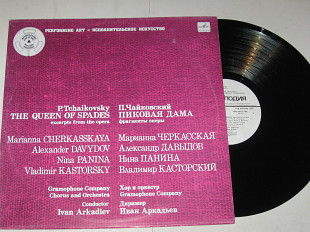 PERFORMING ART • ИСПОЛНИТЕЛЬСКОЕ ИСКУССТВО
P. Tchaikovsky
THE QUEEN OF SPADES
excerpts from the opera
Marianna CHERKASSKAYA
Alexander DAVYDOV
Nina PANINA
Vladimir KASTORSKY
Gramophone Company
Chorus and Orchestra
Conductor
Ivan Arkadiev
П. Чайковский
ПИКОВАЯ ДАМА
фрагменты оперы
Марианна ЧЕРКАССКАЯ
Александр ДАВЫДОВ
Нина ПАНИНА
Владимир КАСТОРСКИЙ
Хор и оркестр
Gramophone Company
Дирижер
Иван Аркадьев